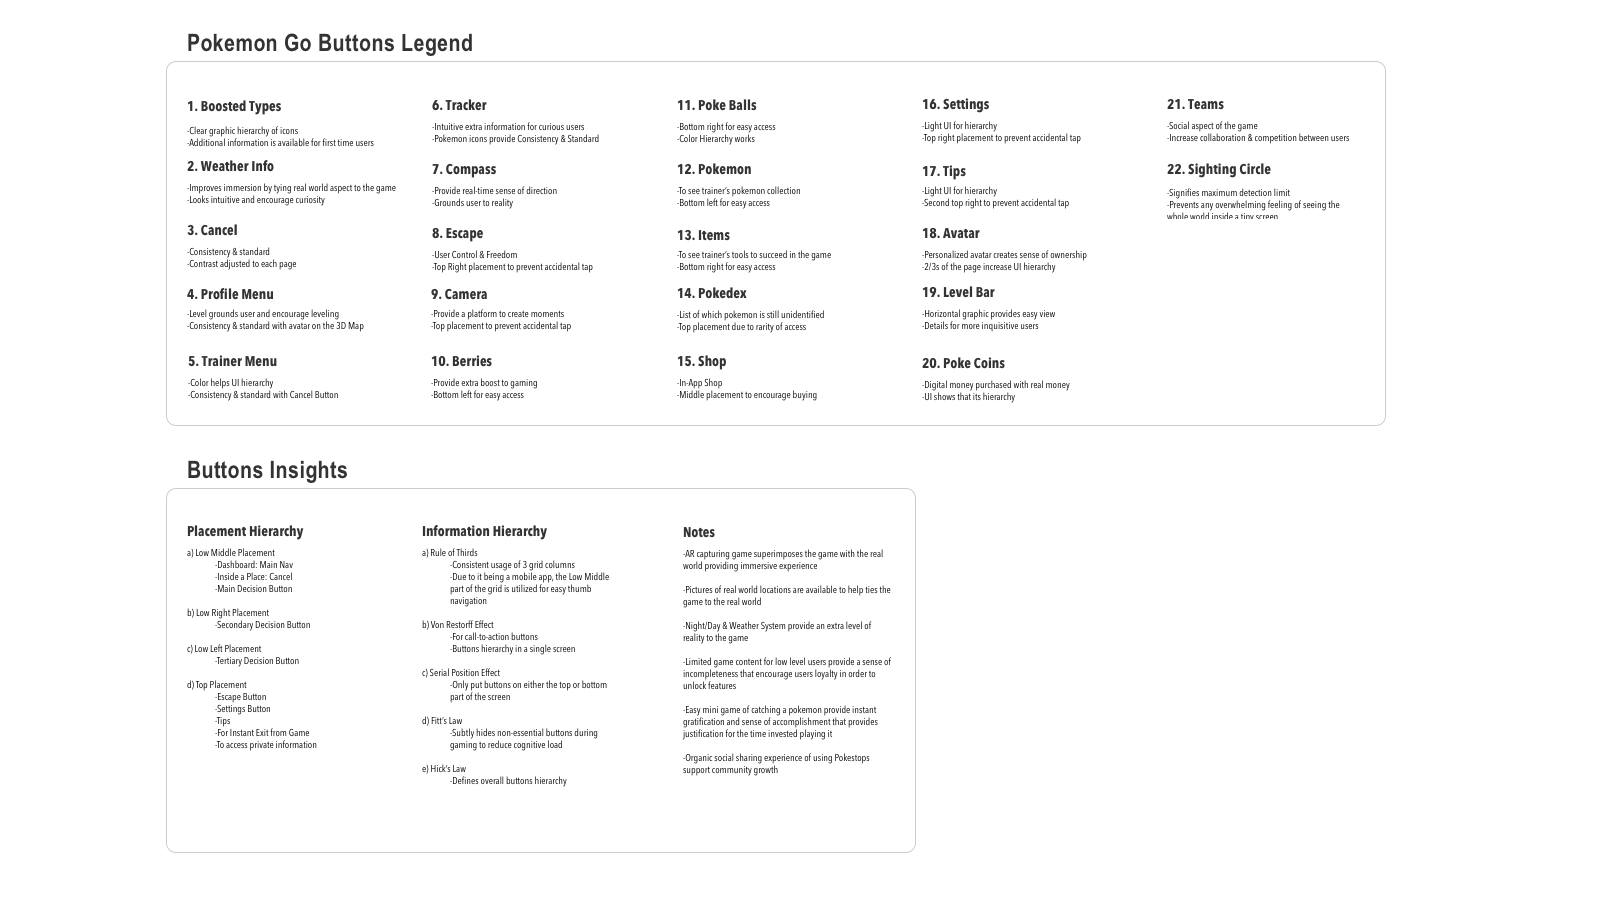 Pokemon Go Buttons Legend
1. Boosted Types
-Clear graphic hierarchy of icons
-Additional information is available for first time users
2. Weather Info
-Improves immersion by tying real world aspect to the game
-Looks intuitive and encourage curiosity
3. Cancel
-Consistency & standard
-Contrast adjusted to each page
4. Profile Menu
-Level grounds user and encourage leveling
-Consistency & standard with avatar on the 3D Map
5. Trainer Menu
-Color helps UI hierarchy
-Consistency & standard with Cancel Button
6. Tracker
-Intuitive extra information for curious users
-Pokemon icons provide Consistency & Standard
7. Compass
-Provide real-time sense of direction
-Grounds user to reality
8. Escape
-User Control & Freedom
-Top Right placement to prevent accidental tap
9. Camera
-Provide a platform to create moments
-Top placement to prevent accidental tap
10. Berries
-Provide extra boost to gaming
-Bottom left for easy access
11. Poke Balls
-Bottom right for easy access
-Color Hierarchy works
12. Pokemon
-To see trainer's pokemon collection
-Bottom left for easy access
13. Items
-To see trainer's tools to succeed in the game
-Bottom right for easy access
14. Pokedex
-List of which pokemon is still unidentified
-Top placement due to rarity of access
15. Shop
-In-App Shop
-Middle placement to encourage buying
16. Settings
-Light UI for hierarchy
-Top right placement to prevent accidental tap
17. Tips
-Light UI for hierarchy
-Second top right to prevent accidental tap
18. Avatar
-Personalized avatar creates sense of ownership
-2/3s of the page increase UI hierarchy
19. Level Bar
-Horizontal graphic provides easy view
-Details for more inquisitive users
20. Poke Coins
-Digital money purchased with real money
-UI shows that its hierarchy
21. Teams
-Social aspect of the game
-Increase collaboration & competition between users
22. Sighting Circle
-Signifies maximum detection limit
-Prevents any overwhelming feeling of seeing the
whole world inside a tiny screen
Buttons Insights
Placement Hierarchy
a) Low Middle Placement
-Dashboard: Main Nav
-Inside a Place: Cancel
-Main Decision Button
b) Low Right Placement
-Secondary Decision Button
c) Low Left Placement
-Tertiary Decision Button
d) Top Placement
-Escape Button
-Settings Button
-Tips
-For Instant Exit from Game
-To access private information
Information Hierarchy
a) Rule of Thirds
-Consistent usage of 3 grid columns
-Due to it being a mobile app, the Low Middle
part of the grid is utilized for easy thumb
navigation
b) Von Restorff Effect
-For call-to-action buttons
-Buttons hierarchy in a single screen
c) Serial Position Effect
-Only put buttons on either the top or bottom
part of the screen
d) Fitt's Law
-Subtly hides non-essential buttons during
gaming to reduce cognitive load
e) Hick's Law
-Defines overall buttons hierarchy
Notes
-AR capturing game superimposes the game with the real
world providing immersive experience
-Pictures of real world locations are available to help ties the
game to the real world
-Night/Day & Weather System provide an extra level of
reality to the game
-Limited game content for low level users provide a sense of
incompleteness that encourage users loyalty in order to
unlock features
-Easy mini game of catching a pokemon provide instant
gratification and sense of accomplishment that provides
justification for the time invested playing it
-Organic social sharing experience of using Pokestops
support community growth